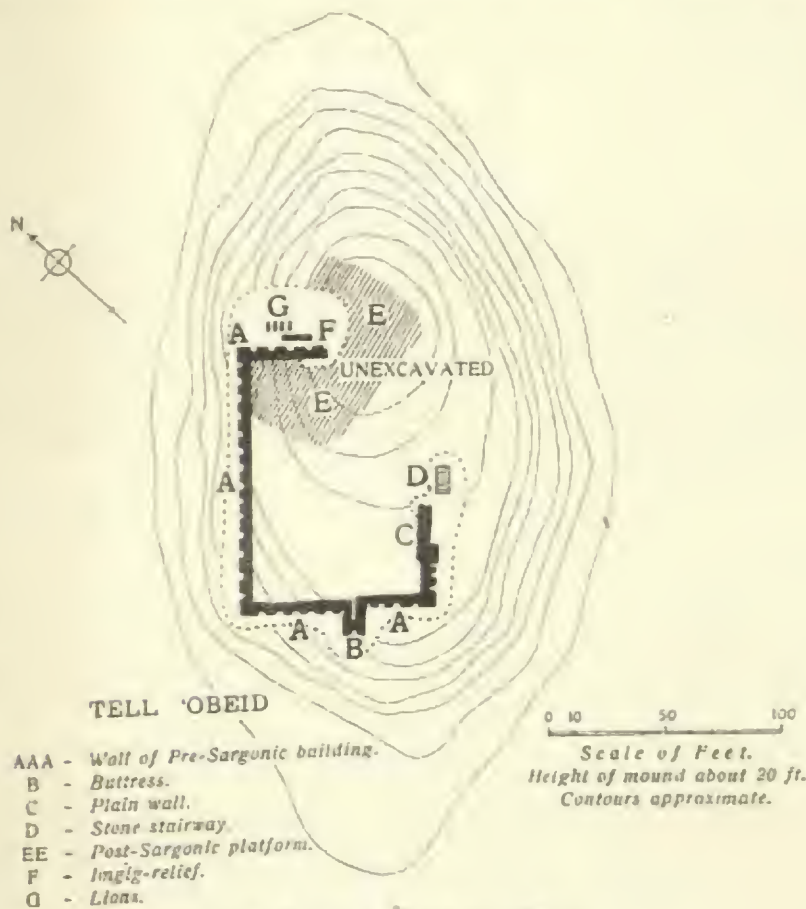 N
G
A F E
UNEXCAVATED
E
A D
C
A B A
TELL 'OBEID
AAA - Wall of Pre-Sargonic building.
B - Buttress.
C - Plain wall.
D - Stone stairway.
EE - Post-Sargonic platform.
F - Imgig-relief.
G - Lions.
0 10 50 100
Scale of Feet.
Height of mound about 20 ft.
Contours approximate.